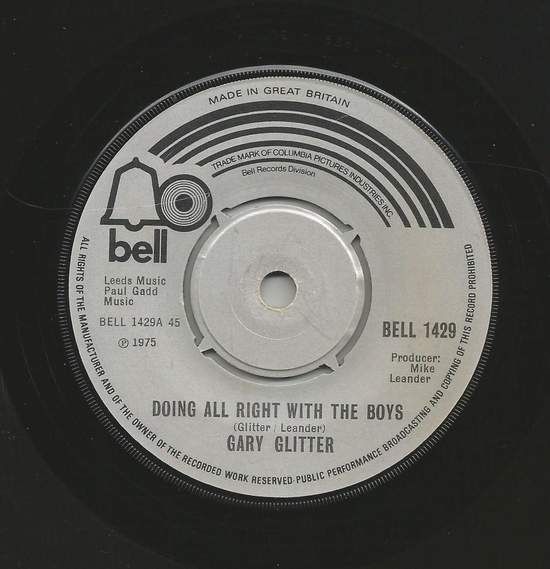 MADE IN GREAT BRITAIN
TRADE MARK OF COLUMBIA PICTURES INDUSTRIES INC.
Bell Records Division
bell
Leeds Music
Paul Gadd
Music
BELL 1429A 45
℗ 1975
BELL 1429
Producer:
Mike
Leander
DOING ALL RIGHT WITH THE BOYS
(Glitter / Leander)
GARY GLITTER
ALL RIGHTS OF THE MANUFACTURER AND OF THE OWNER OF THE RECORDED WORK RESERVED PUBLIC PERFORMANCE BROADCASTING AND COPYING OF THIS RECORD PROHIBITED